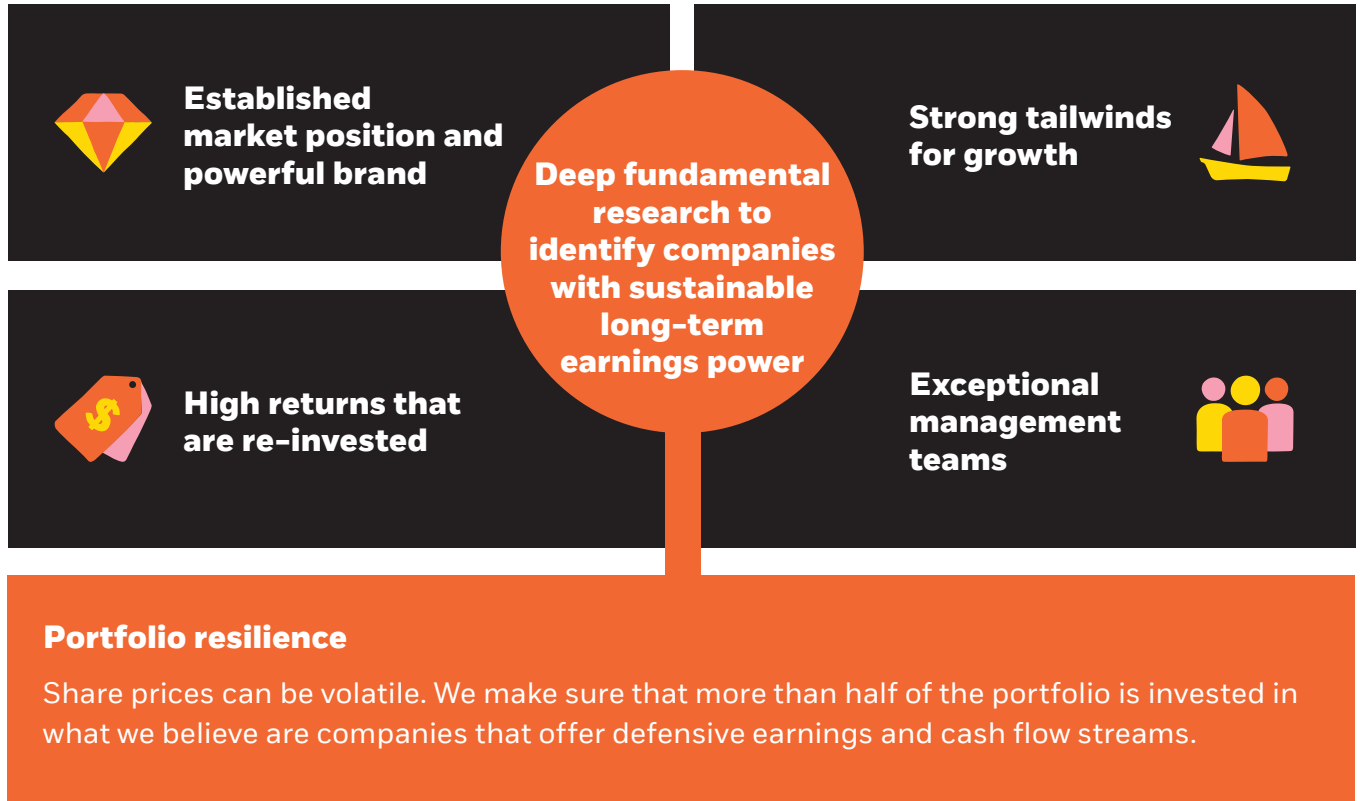 Established
market position and
powerful brand
Strong tailwinds
for growth
Deep fundamental
research to
identify companies
with sustainable
long-term
earnings power
High returns that
are re-invested
$
Exceptional
management
teams
Portfolio resilience
Share prices can be volatile. We make sure that more than half of the portfolio is invested in
what we believe are companies that offer defensive earnings and cash flow streams.